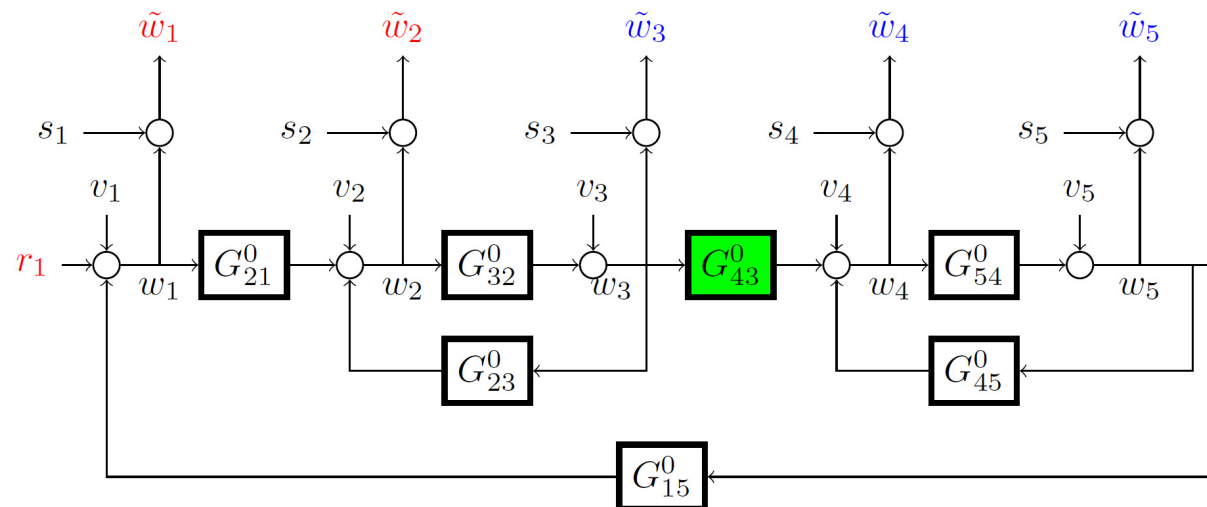 w̃₁ w̃₂ w̃₃ w̃₄ w̃₅
s₁ s₂ s₃ s₄ s₅
v₁ v₂ v₃ v₄ v₅
r₁ w₁ G⁰₂₁ w₂ G⁰₃₂ w₃ G⁰₄₃ w₄ G⁰₅₄ w₅
G⁰₂₃ G⁰₄₅
G⁰₁₅